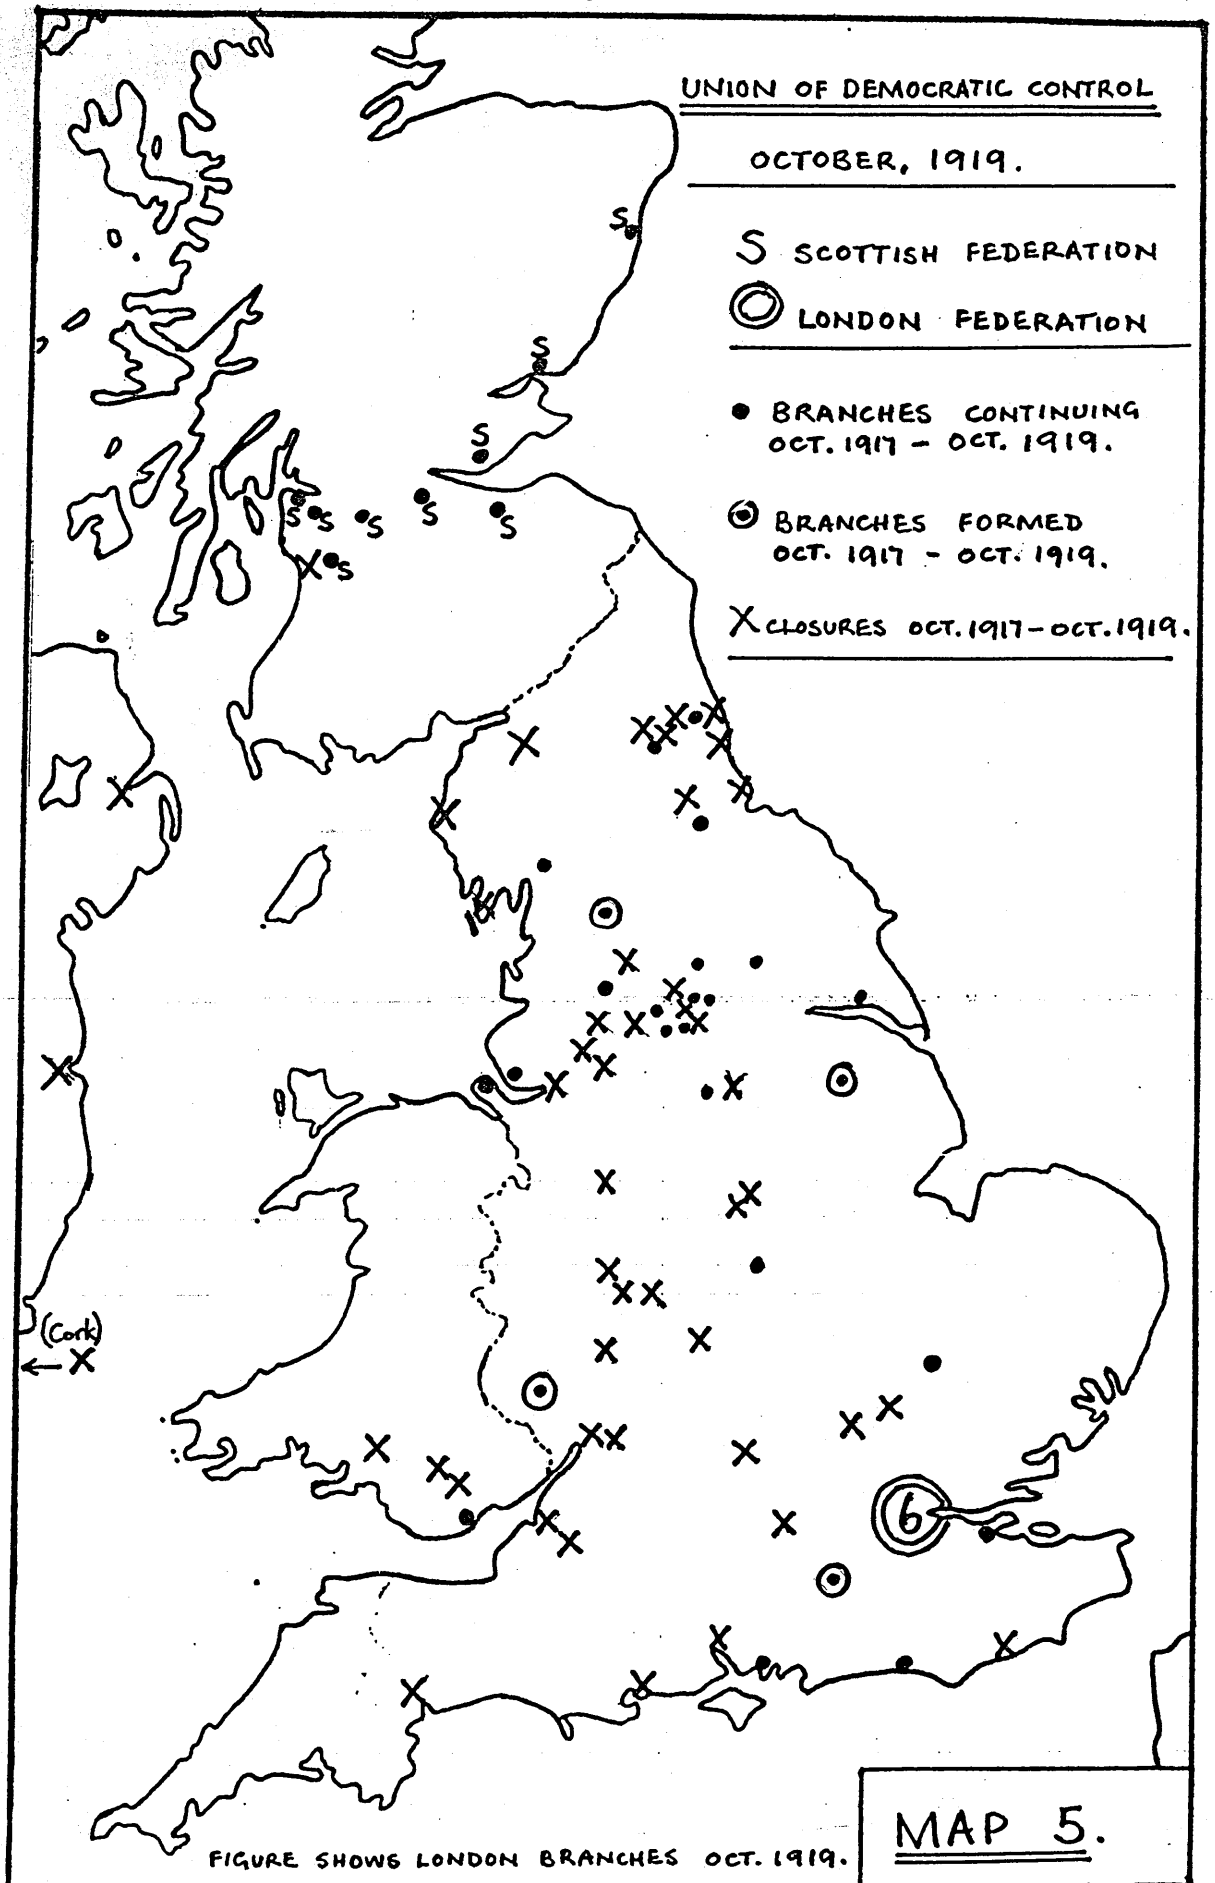 UNION OF DEMOCRATIC CONTROL
OCTOBER, 1919.
S SCOTTISH FEDERATION
LONDON FEDERATION
BRANCHES CONTINUING
OCT. 1917 - OCT. 1919.
BRANCHES FORMED
OCT. 1917 - OCT. 1919.
X CLOSURES OCT. 1917 - OCT. 1919.
S
S
S
S
S
S
S
S
S
(Cork)
6
MAP 5.
FIGURE SHOWS LONDON BRANCHES OCT. 1919.